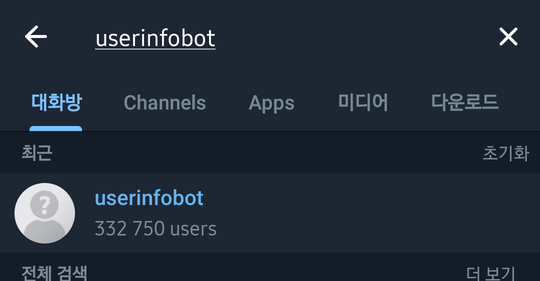 userinfobot
대화방 Channels Apps 미디어 다운로드
최근 초기화
?
userinfobot
332 750 users
전체 검색 더 보기